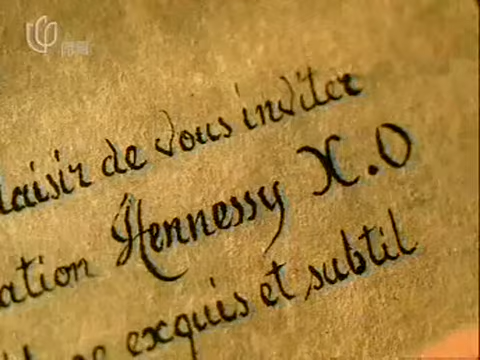 laisir de vous inviter
ation Hennessy X.O
exquis et subtil